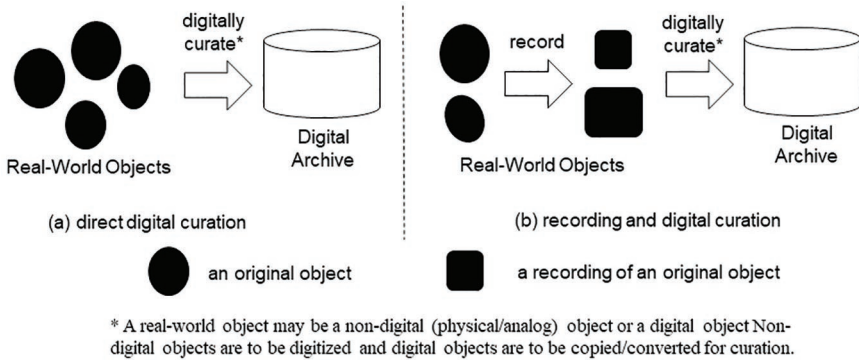 digitally
curate*
Digital
Archive
Real-World Objects
(a) direct digital curation
record
digitally
curate*
Real-World Objects
Digital
Archive
(b) recording and digital curation
an original object
a recording of an original object
* A real-world object may be a non-digital (physical/analog) object or a digital object Non-
digital objects are to be digitized and digital objects are to be copied/converted for curation.